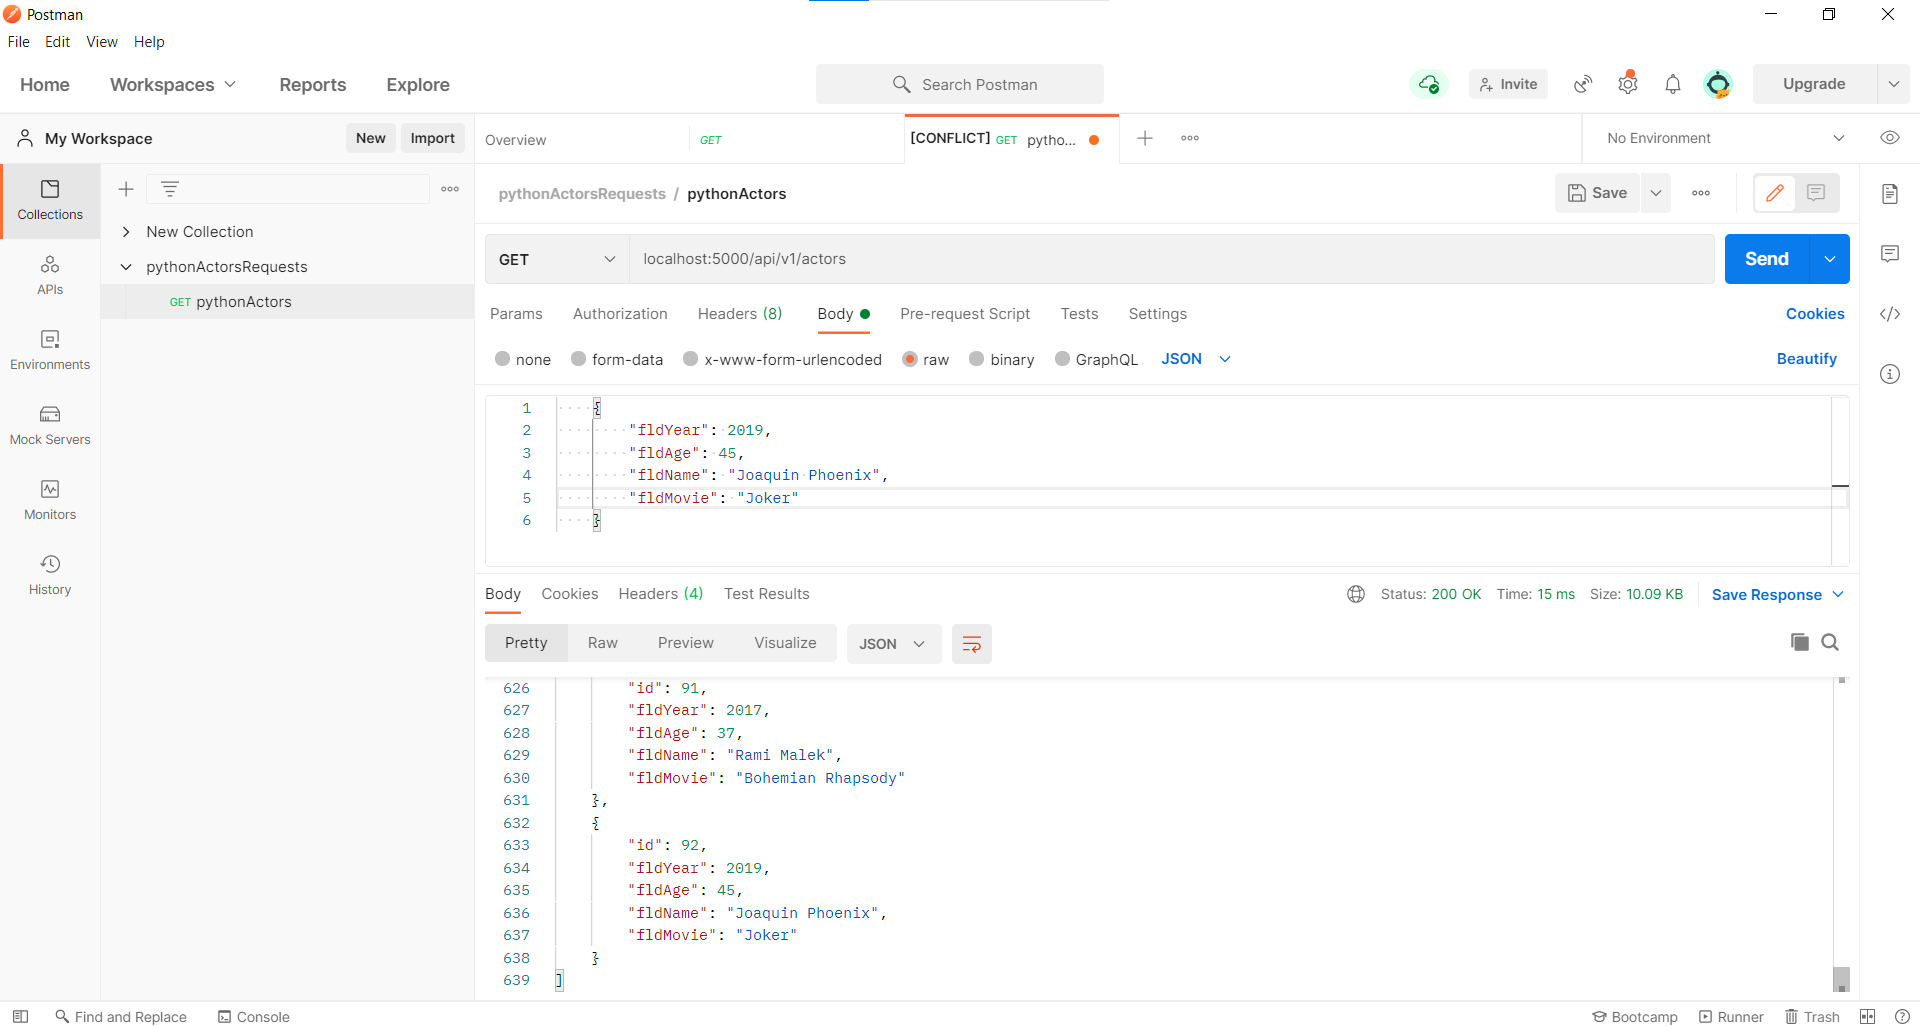 Postman
File Edit View Help
Home Workspaces Reports Explore Search Postman Invite Upgrade
My Workspace New Import Overview GET [CONFLICT] GET pytho... No Environment
pythonActorsRequests / pythonActors Save
Collections
APIs
Environments
Mock Servers
Monitors
History
New Collection
pythonActorsRequests
GET pythonActors
GET localhost:5000/api/v1/actors Send
Params Authorization Headers (8) Body Pre-request Script Tests Settings Cookies
none form-data x-www-form-urlencoded raw binary GraphQL JSON Beautify
1 {
2 "fldYear": 2019,
3 "fldAge": 45,
4 "fldName": "Joaquin Phoenix",
5 "fldMovie": "Joker"
6 }
Body Cookies Headers (4) Test Results Status: 200 OK Time: 15 ms Size: 10.09 KB Save Response
Pretty Raw Preview Visualize JSON
626 "id": 91,
627 "fldYear": 2017,
628 "fldAge": 37,
629 "fldName": "Rami Malek",
630 "fldMovie": "Bohemian Rhapsody"
631 },
632 {
633 "id": 92,
634 "fldYear": 2019,
635 "fldAge": 45,
636 "fldName": "Joaquin Phoenix",
637 "fldMovie": "Joker"
638 }
639 ]
Find and Replace Console Bootcamp Runner Trash